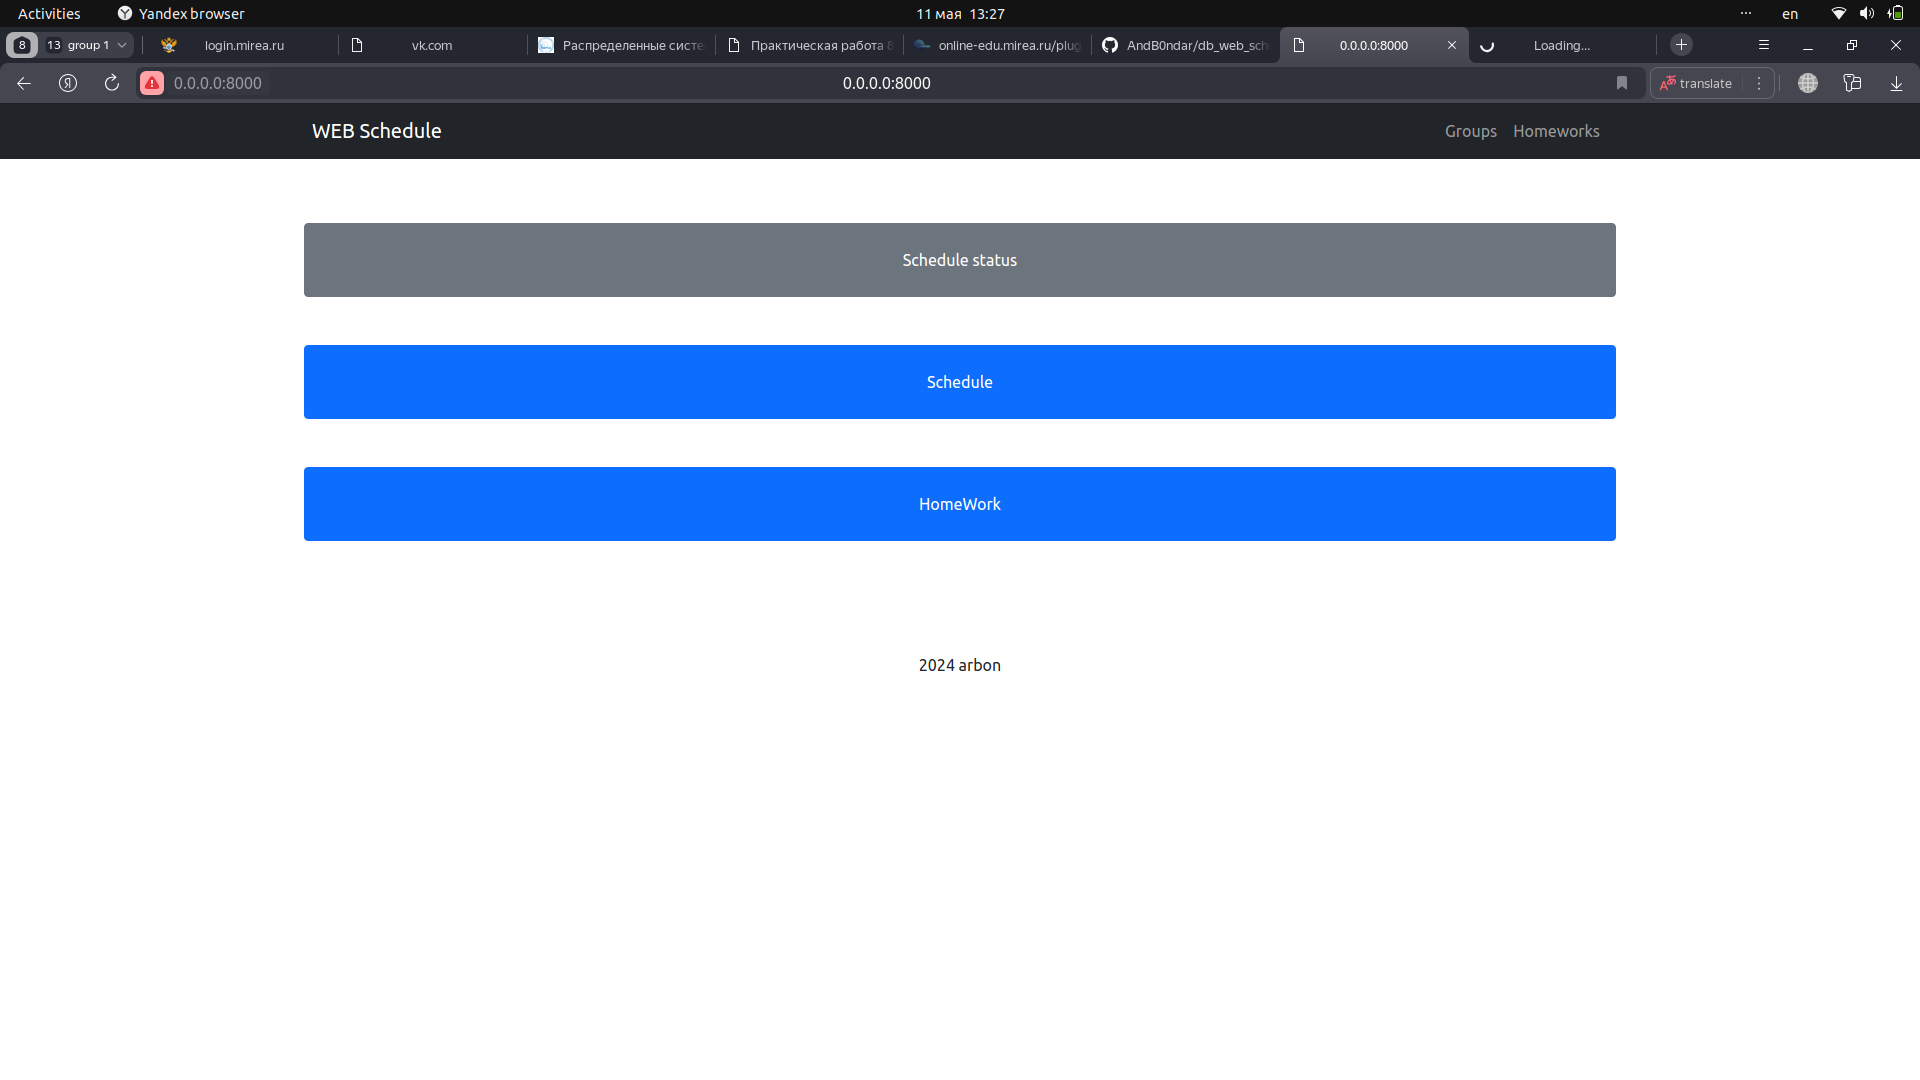 Activities Yandex browser 11 мая 13:27 en
8 13 group 1 login.mirea.ru vk.com Распределенные систе Практическая работа 8 online-edu.mirea.ru/plug AndB0ndar/db_web_sch 0.0.0.0:8000 Loading...
0.0.0.0:8000 0.0.0.0:8000 translate
WEB Schedule Groups Homeworks
Schedule status
Schedule
HomeWork
2024 arbon